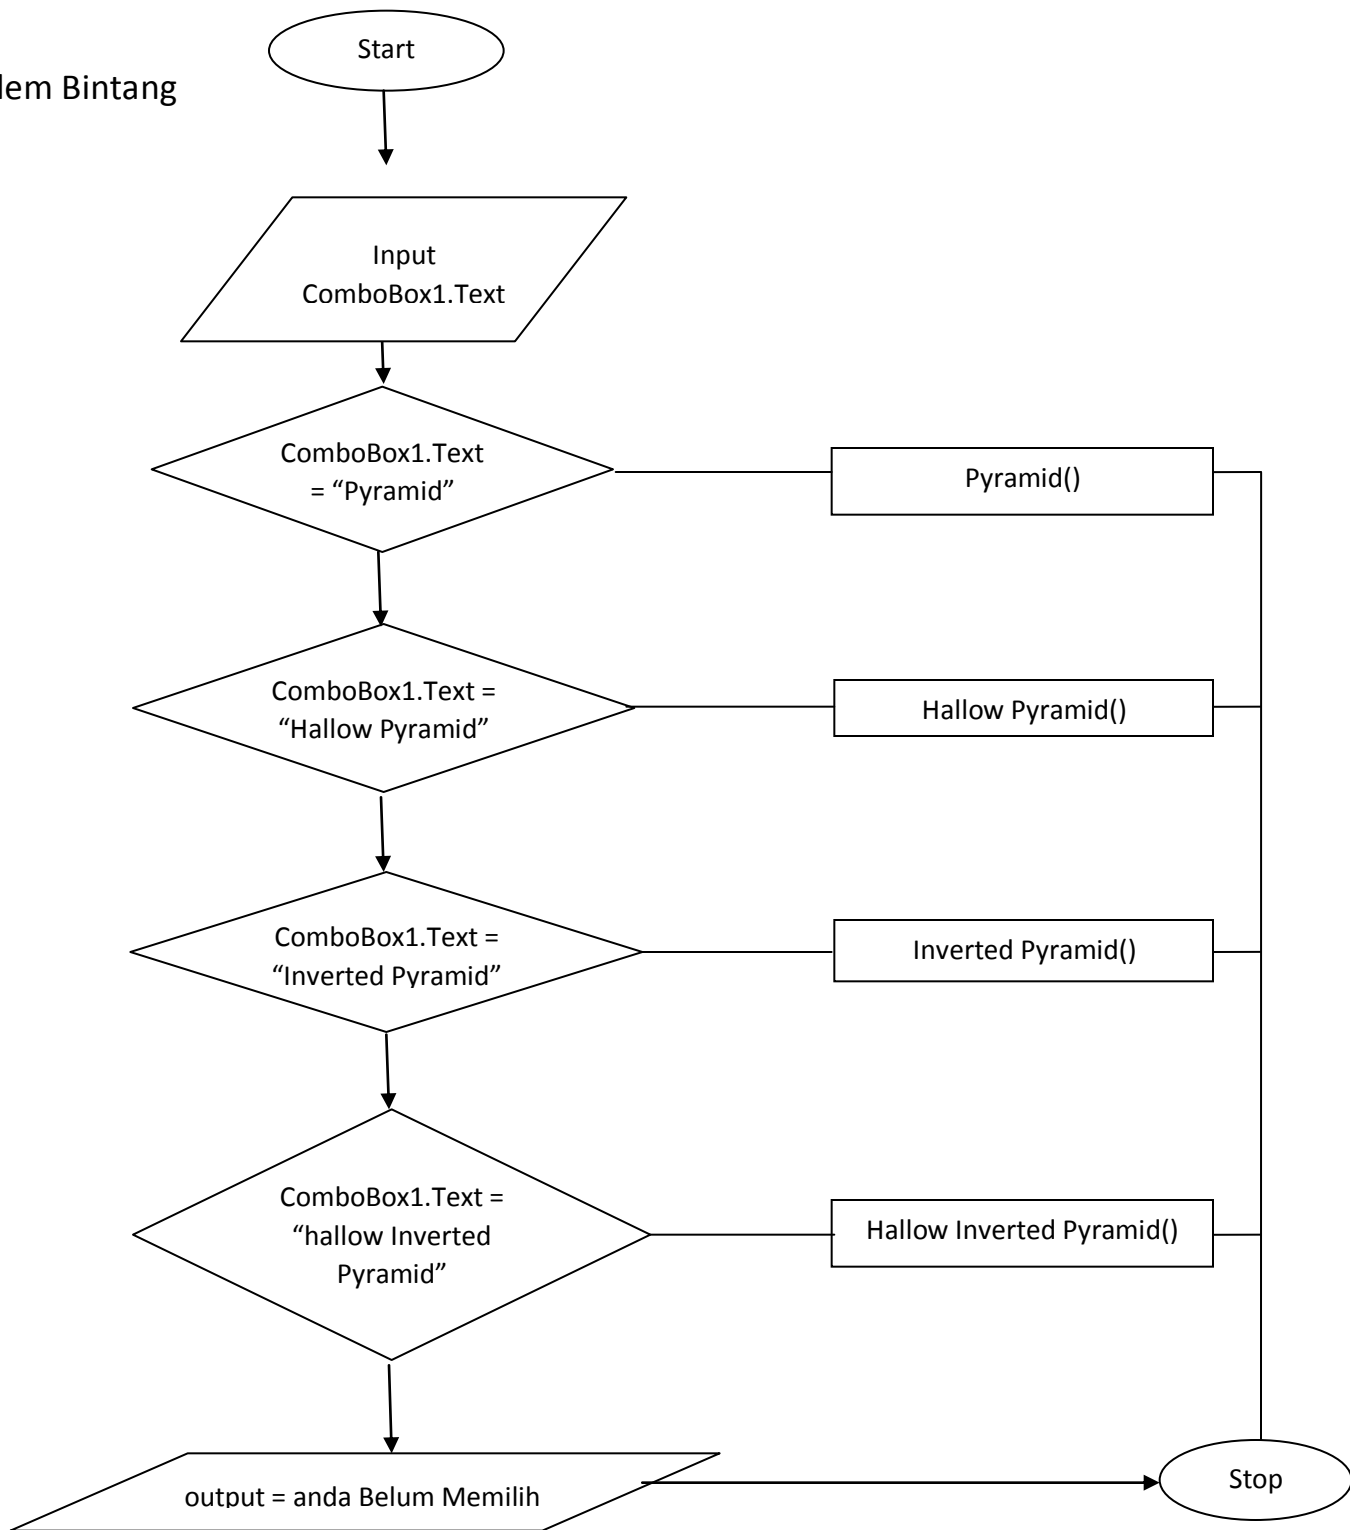 Start
lem Bintang
Input
ComboBox1.Text
ComboBox1.Text
= “Pyramid”
Pyramid()
ComboBox1.Text =
“Hallow Pyramid”
Hallow Pyramid()
ComboBox1.Text =
“Inverted Pyramid”
Inverted Pyramid()
ComboBox1.Text =
“hallow Inverted
Pyramid”
Hallow Inverted Pyramid()
output = anda Belum Memilih
Stop